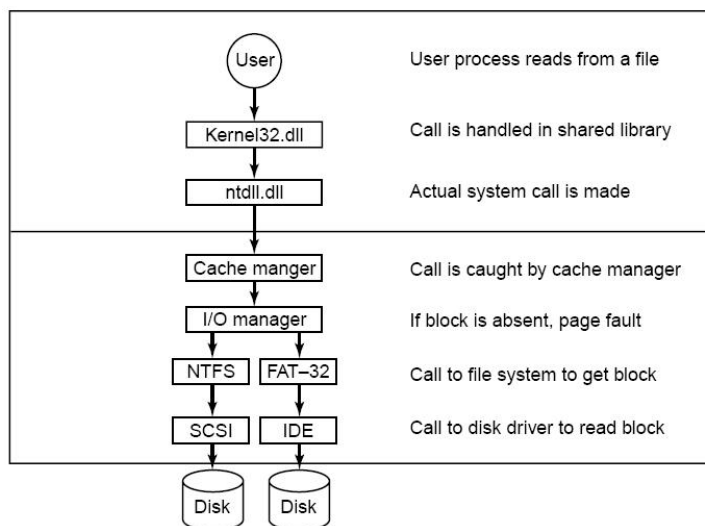 User User process reads from a file
Kernel32.dll Call is handled in shared library
ntdll.dll Actual system call is made
Cache manger Call is caught by cache manager
I/O manager If block is absent, page fault
NTFS FAT–32 Call to file system to get block
SCSI IDE Call to disk driver to read block
Disk Disk